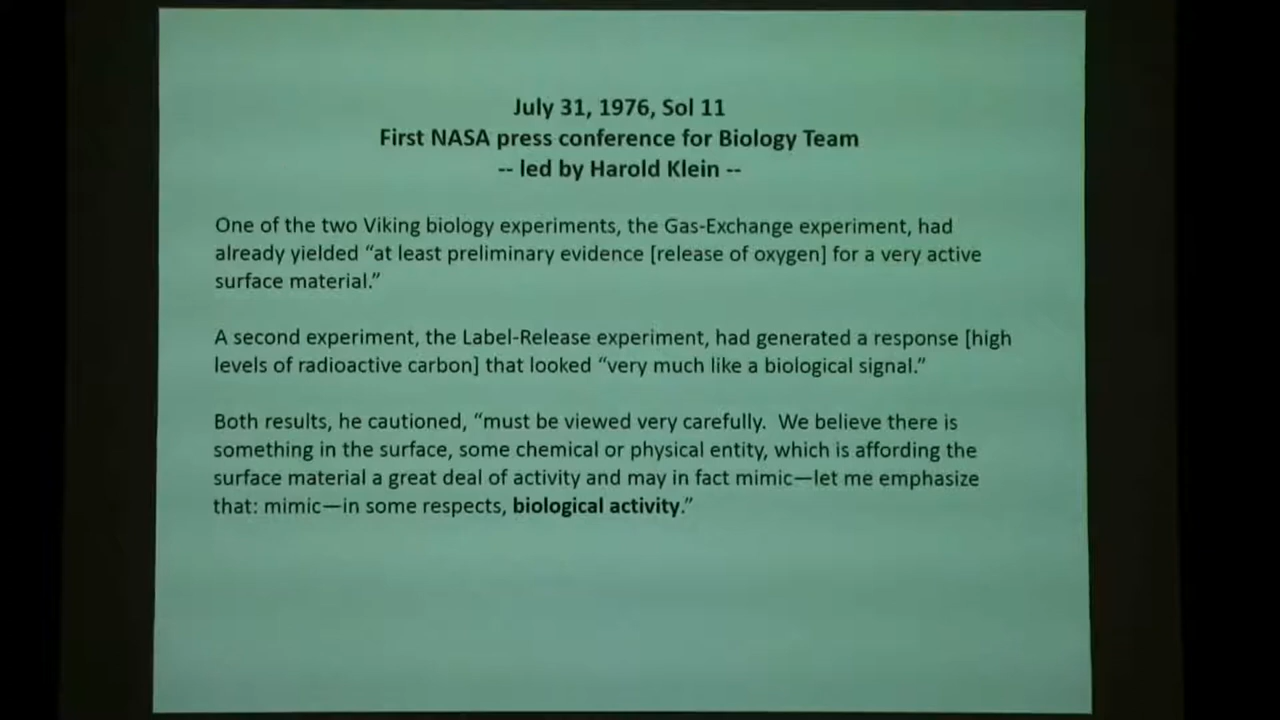 July 31, 1976, Sol 11
First NASA press conference for Biology Team
-- led by Harold Klein --
One of the two Viking biology experiments, the Gas-Exchange experiment, had
already yielded “at least preliminary evidence [release of oxygen] for a very active
surface material.”
A second experiment, the Label-Release experiment, had generated a response [high
levels of radioactive carbon] that looked “very much like a biological signal.”
Both results, he cautioned, “must be viewed very carefully.  We believe there is
something in the surface, some chemical or physical entity, which is affording the
surface material a great deal of activity and may in fact mimic—let me emphasize
that: mimic—in some respects, biological activity.”